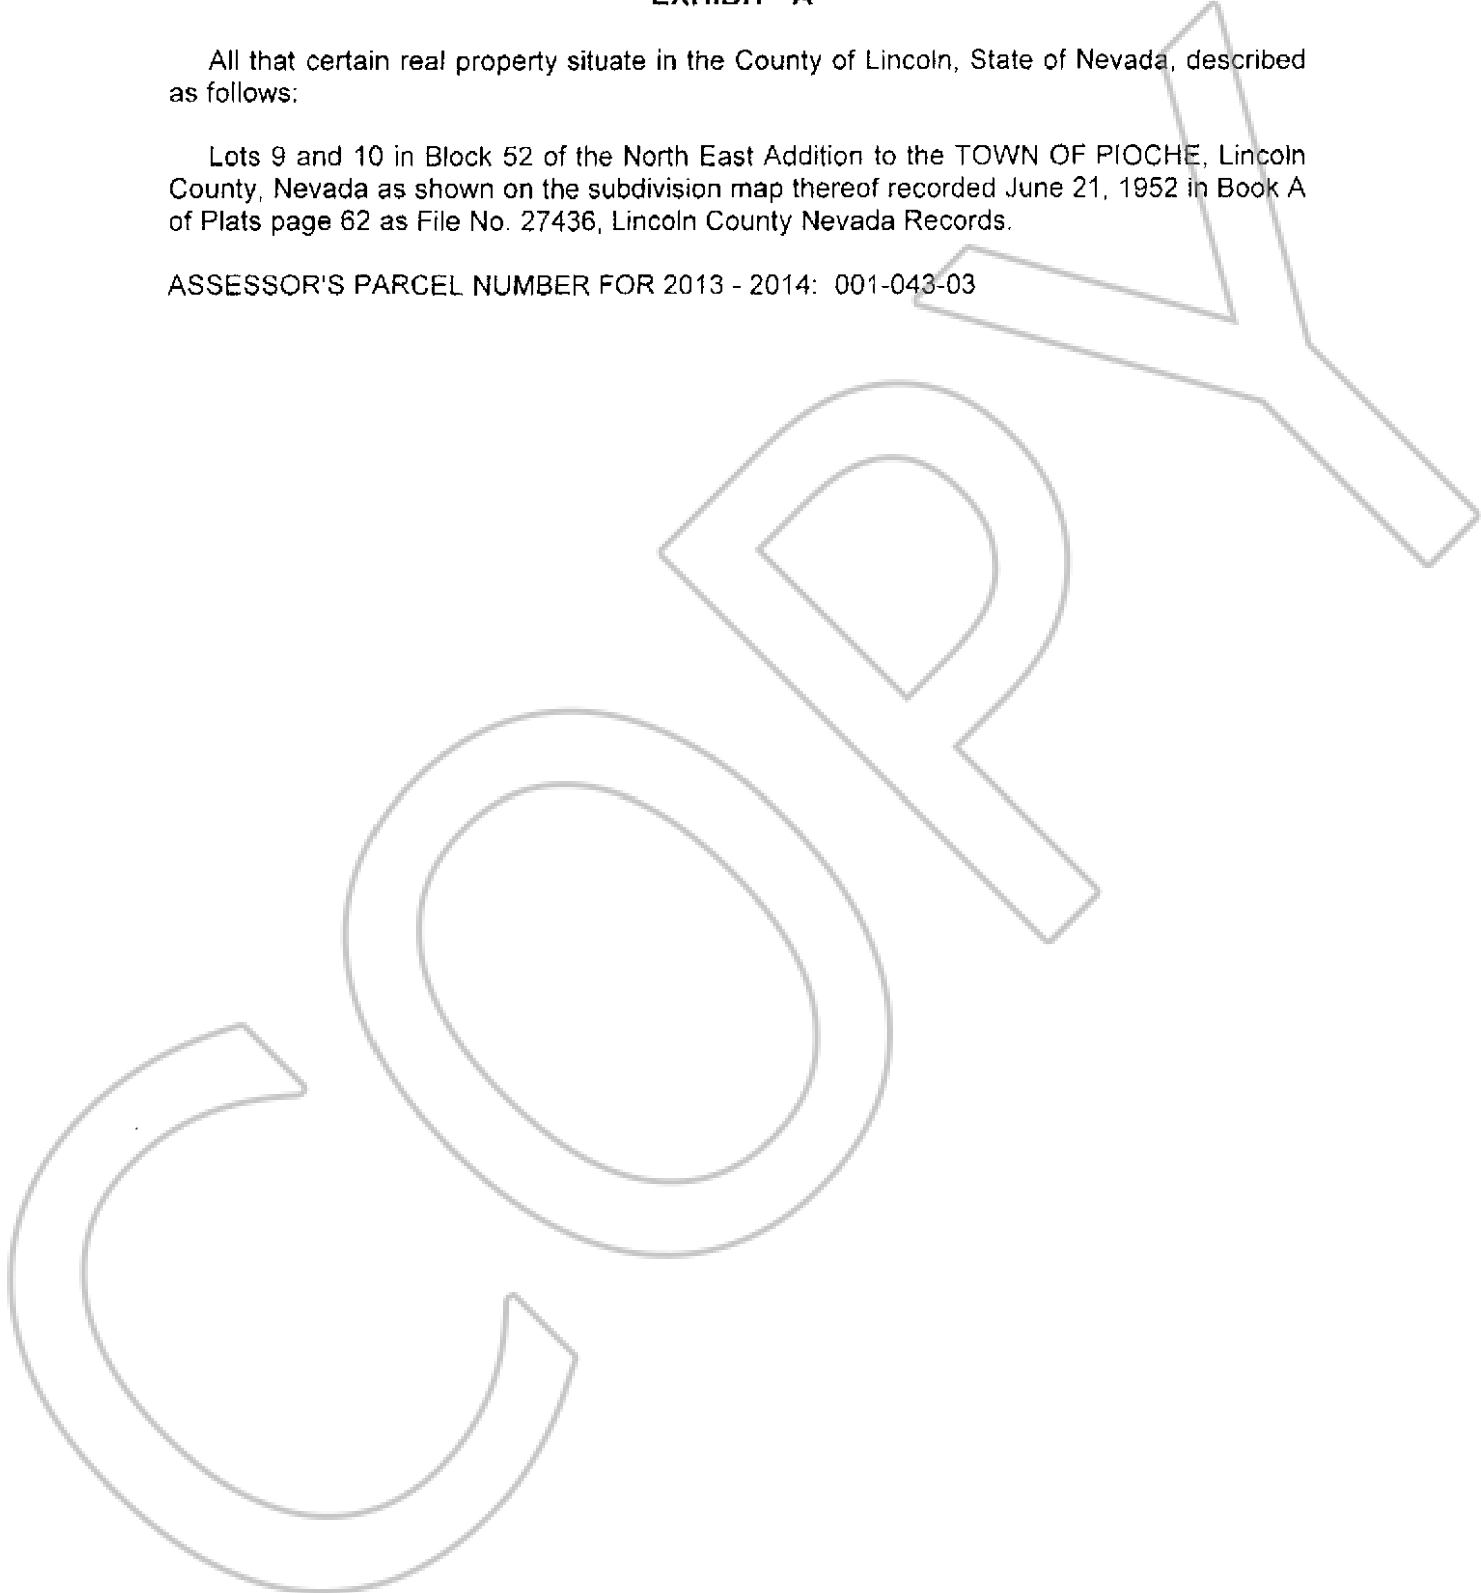 EXHIBIT "A"
All that certain real property situate in the County of Lincoln, State of Nevada, described
as follows:
Lots 9 and 10 in Block 52 of the North East Addition to the TOWN OF PIOCHE, Lincoln
County, Nevada as shown on the subdivision map thereof recorded June 21, 1952 in Book A
of Plats page 62 as File No. 27436, Lincoln County Nevada Records.
ASSESSOR'S PARCEL NUMBER FOR 2013 - 2014: 001-043-03
COPY